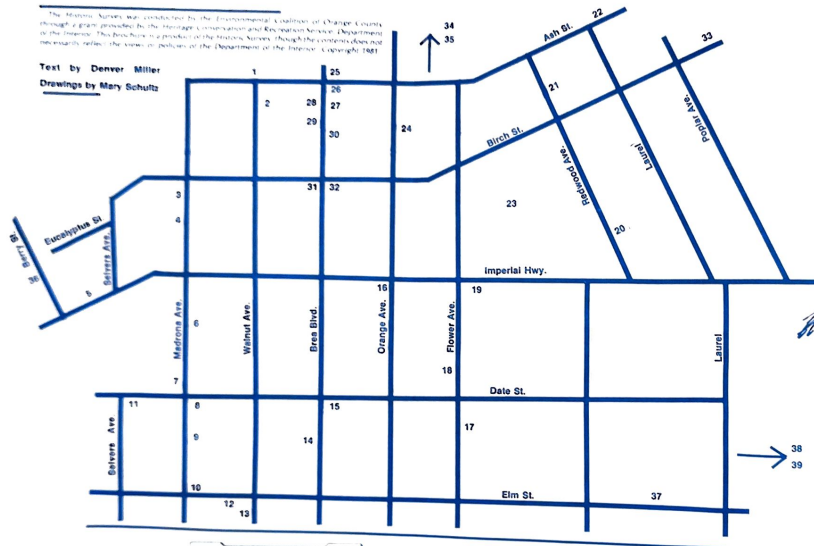 The Historic Survey was conducted by the Environmental Coalition of Orange County
through a grant provided by the Heritage Conservation and Recreation Service, Department
of the Interior. This brochure is a product of the Historic Survey, though the contents does not
necessarily reflect the views or policies of the Department of the Interior. Copyright 1981
Text by Denver Miller
Drawings by Mary Schultz
34
35
22
Ash St.
33
1
25
26
2
28
27
21
29
30
24
Poplar Ave.
Birch St.
Redwood Ave.
Laurel
31
32
3
4
23
Eucalyptus St.
Selvers Ave.
Berry St.
36
20
5
Imperial Hwy.
16
19
Madrona Ave.
Walnut Ave.
Brea Blvd.
Orange Ave.
Flower Ave.
Laurel
6
18
7
Date St.
11
8
15
Selvers Ave
9
14
17
38
39
10
12
13
Elm St.
37